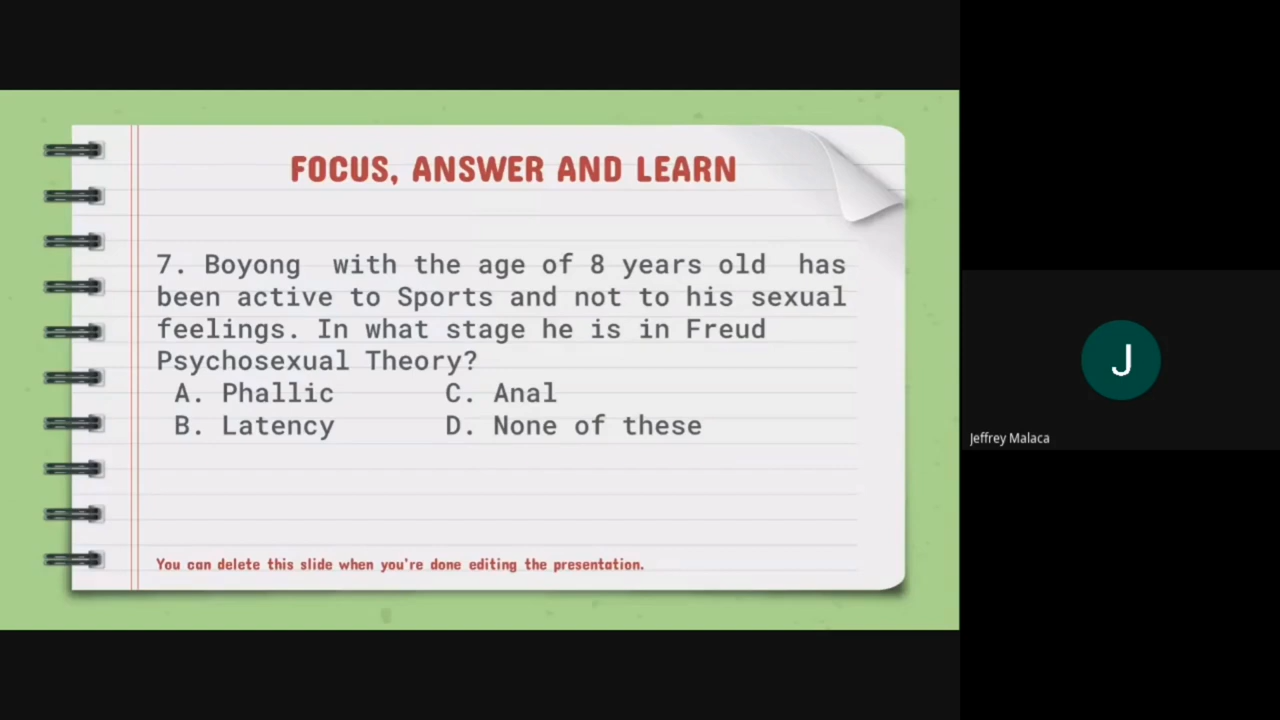 FOCUS, ANSWER AND LEARN
7. Boyong with the age of 8 years old has
been active to Sports and not to his sexual
feelings. In what stage he is in Freud
Psychosexual Theory?
A. Phallic C. Anal
B. Latency D. None of these
You can delete this slide when you're done editing the presentation.
J
Jeffrey Malaca